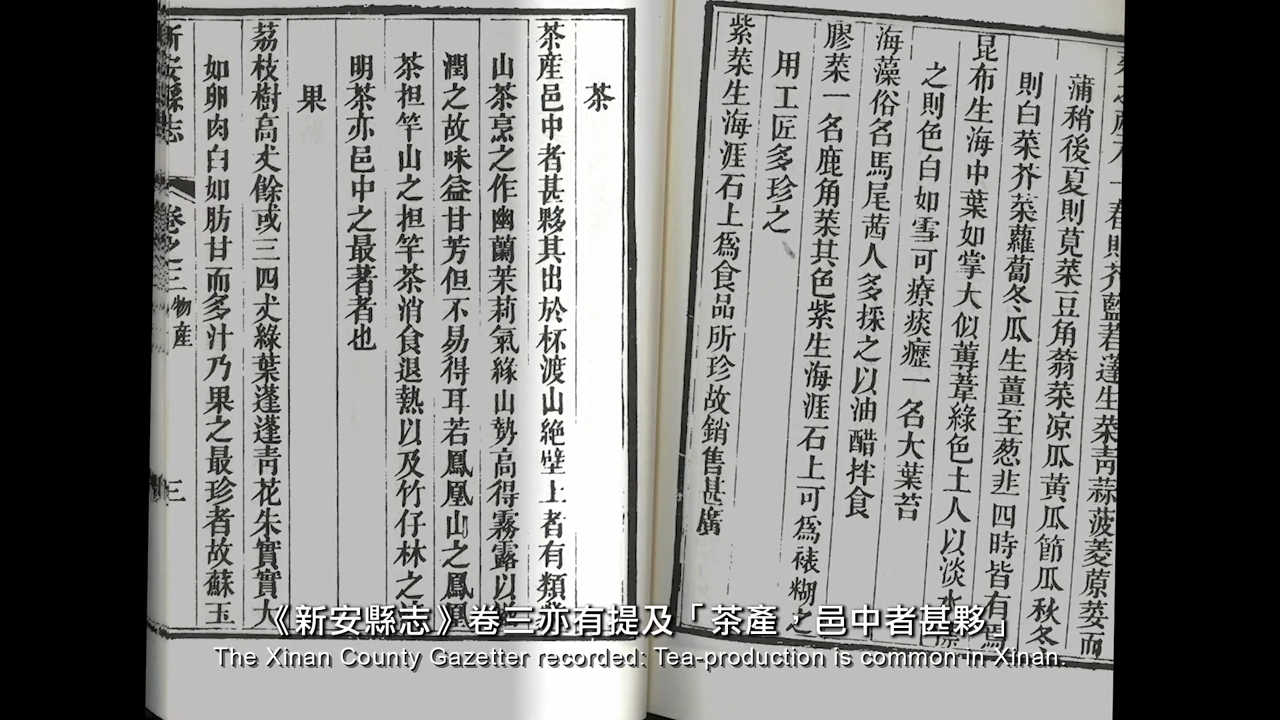 蒲稍後夏則莧菜豆角蓊菜凉瓜黃瓜節瓜秋冬
則白菜芥菜蘿蔔冬瓜生薑至葱韭四時皆有焉
昆布生海中葉如掌大似蓴葦綠色土人以淡水
之則色白如雪可療痰癧一名大葉苔
海藻俗名馬尾茜人多採之以油醋拌食
膠菜一名鹿角菜其色紫生海涯石上可為裱糊之
用工匠多珍之
紫菜生海涯石上為食品所珍故銷售甚廣
茶
茶產邑中者甚夥其出於杯渡山絕壁上者有類
山茶烹之作幽蘭茉莉氣緣山勢高得霧露以
潤之故味益甘芳但不易得耳若鳳凰山之鳳凰
茶担竿山之担竿茶消食退熱以及竹仔林之
明茶亦邑中之最著者也
果
荔枝樹高丈餘或三四丈綠葉蓬蓬靑花朱實實大
如卵肉白如肪甘而多汁乃果之最珍者故蘇玉
新安縣志 卷之三 物產 三
《新安縣志》卷三亦有提及「茶產，邑中者甚夥」
The Xinan County Gazetter recorded: Tea-production is common in Xinan.